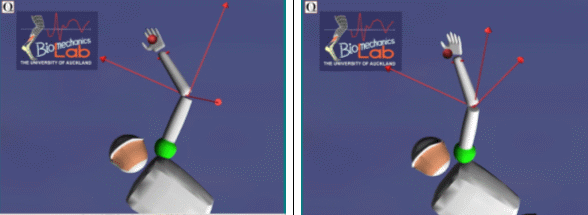 Q
Biomechanics
Lab
THE UNIVERSITY OF AUCKLAND
Q
Biomechanics
Lab
THE UNIVERSITY OF AUCKLAND